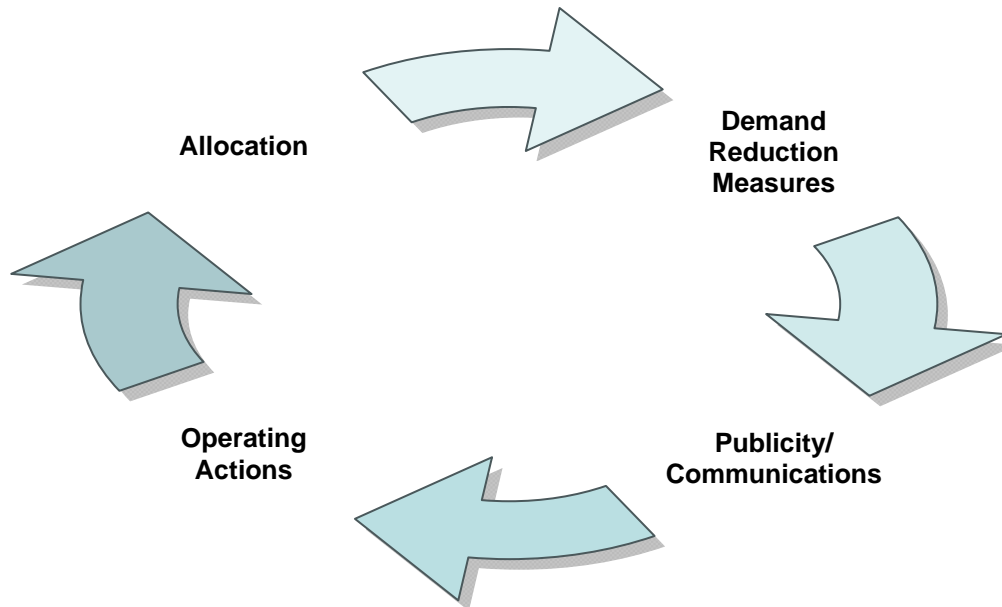 Allocation
Demand
Reduction
Measures
Operating
Actions
Publicity/
Communications